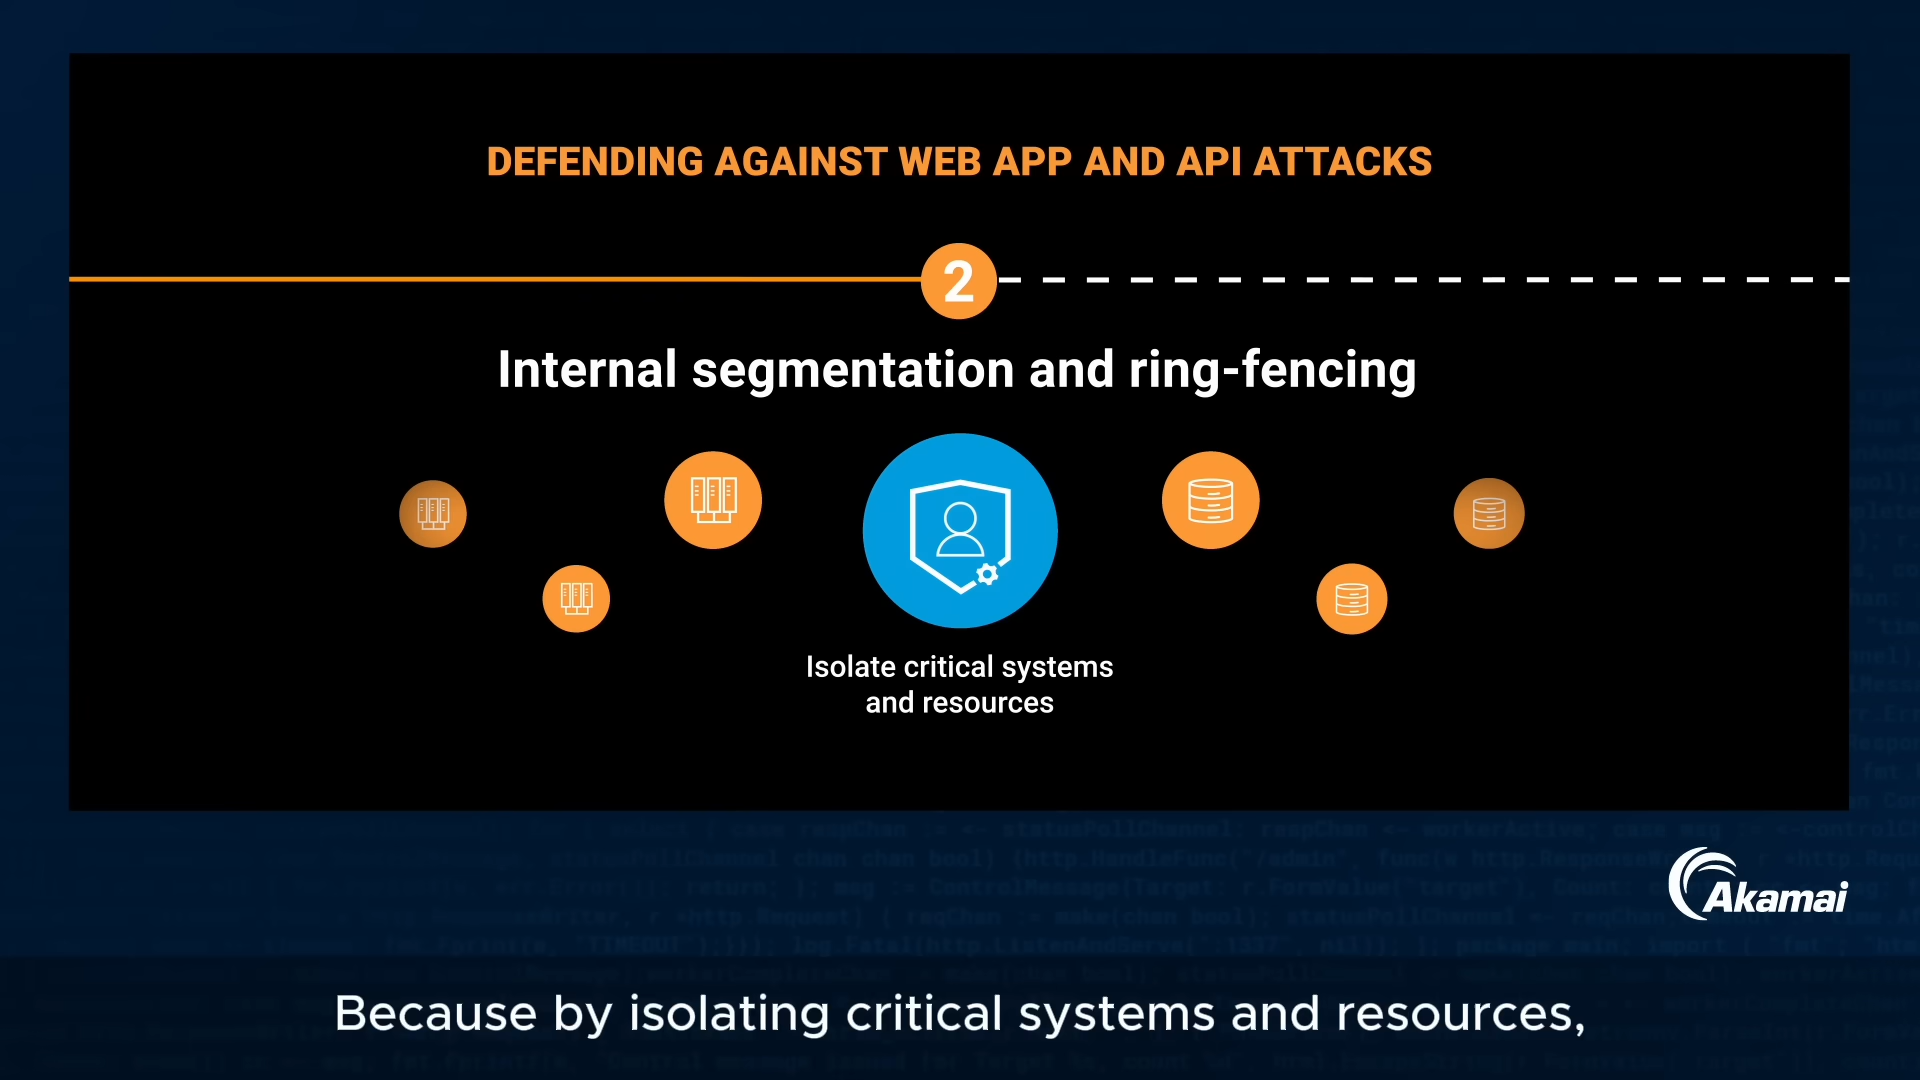 DEFENDING AGAINST WEB APP AND API ATTACKS
2
Internal segmentation and ring-fencing
Isolate critical systems
and resources
Akamai
Because by isolating critical systems and resources,